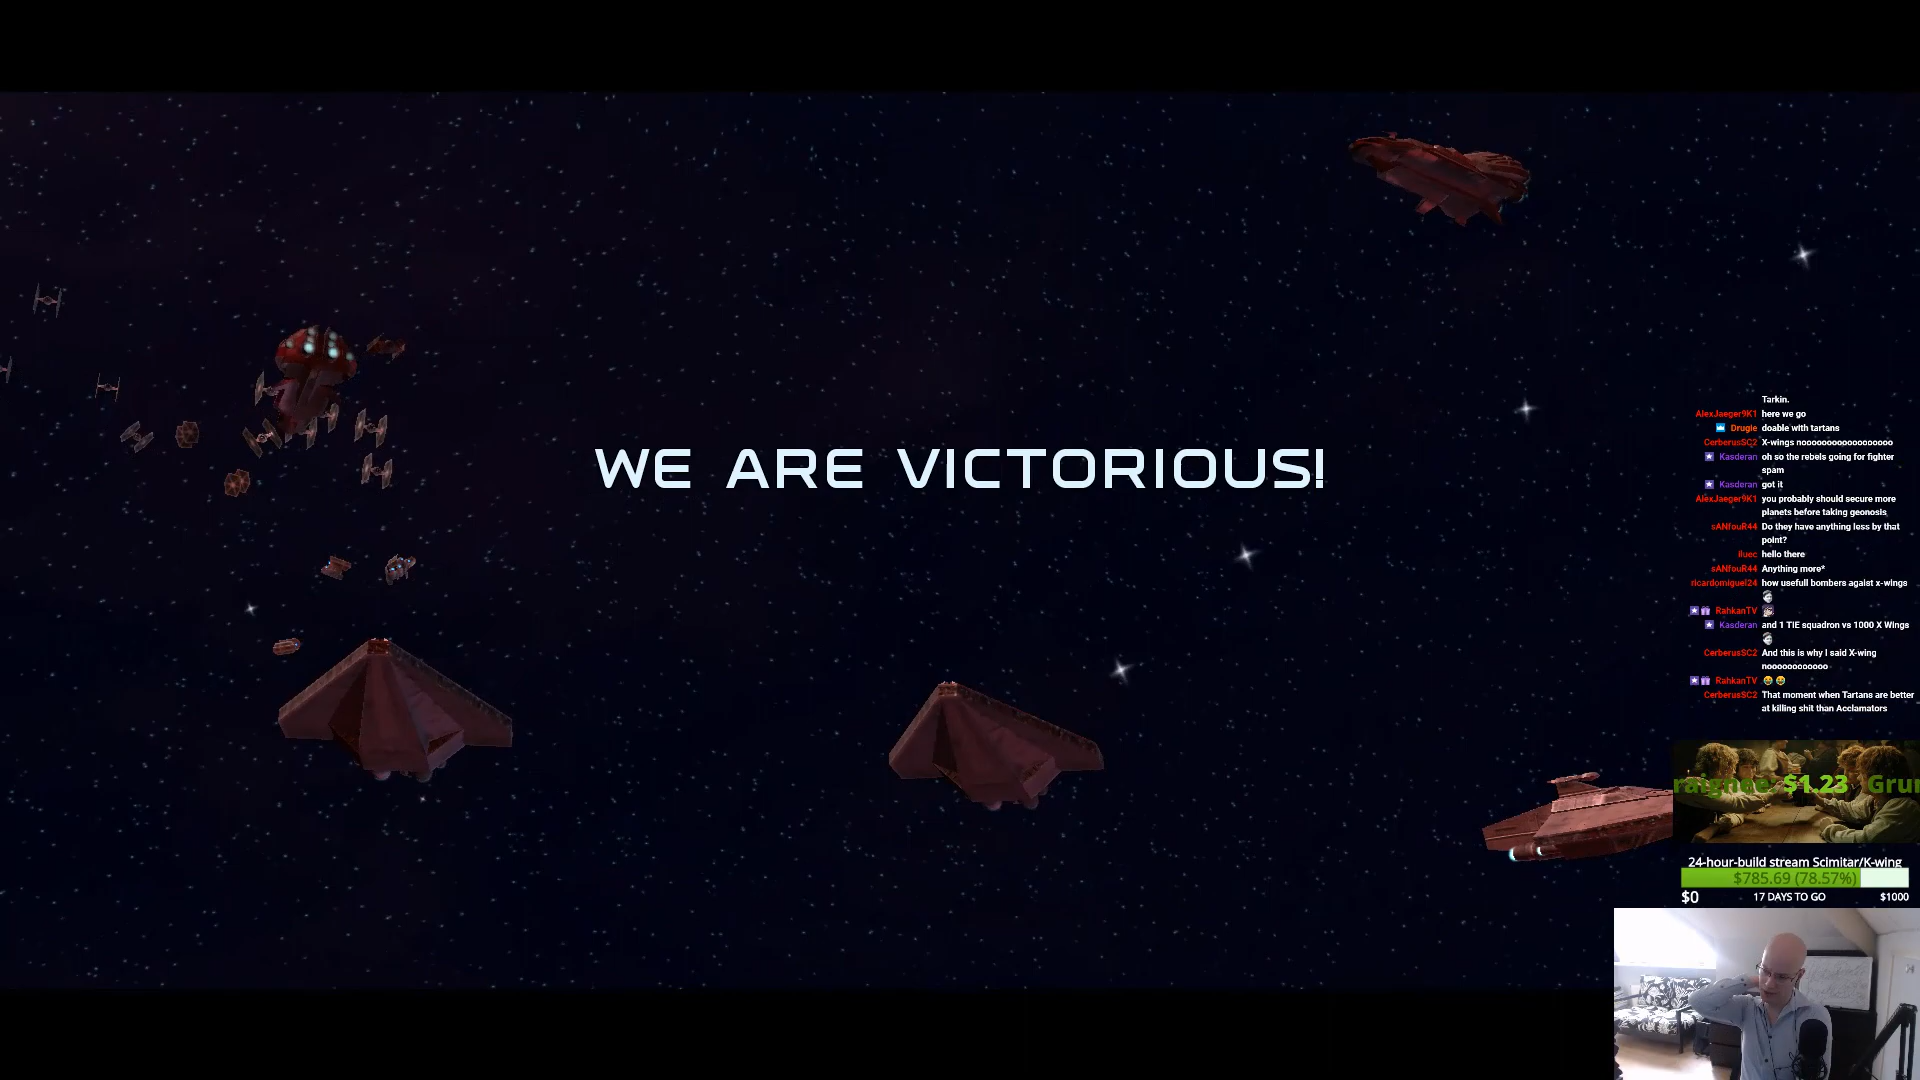 WE ARE VICTORIOUS!
Tarkin.
AlexJaeger9K1 here we go
Drugle doable with tartans
CerberusSC2 X-wings nooooooooooooooooo
Kasderan oh so the rebels going for fighter
spam
Kasderan got it
AlexJaeger9K1 you probably should secure more
planets before taking geonosis
sANfouR44 Do they have anything less by that
point?
iluec hello there
sANfouR44 Anything more*
ricardomiguel24 how usefull bombers agaist x-wings
RahkanTV
Kasderan and 1 TIE squadron vs 1000 X Wings
CerberusSC2 And this is why I said X-wing
nooooooooooo
RahkanTV
CerberusSC2 That moment when Tartans are better
at killing shit than Acclamators
raignee $1.23 Gru
24-hour-build stream Scimitar/K-wing
$785.69 (78.57%)
$0 17 DAYS TO GO $1000